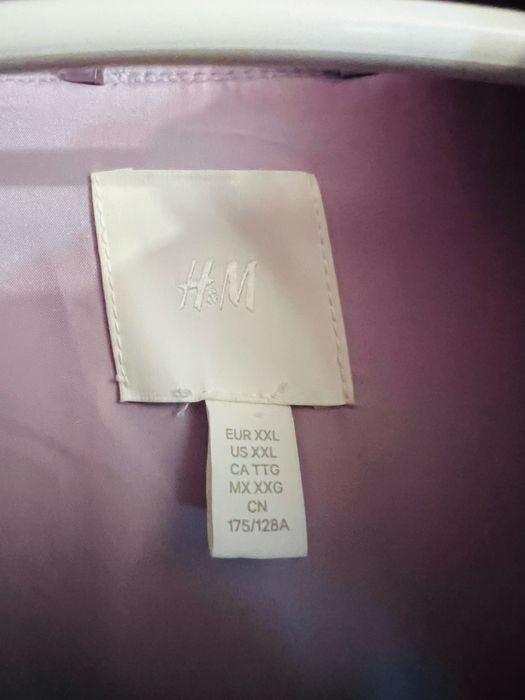 H&M
EUR XXL
US XXL
CA TTG
MX XXG
CN
175/128A